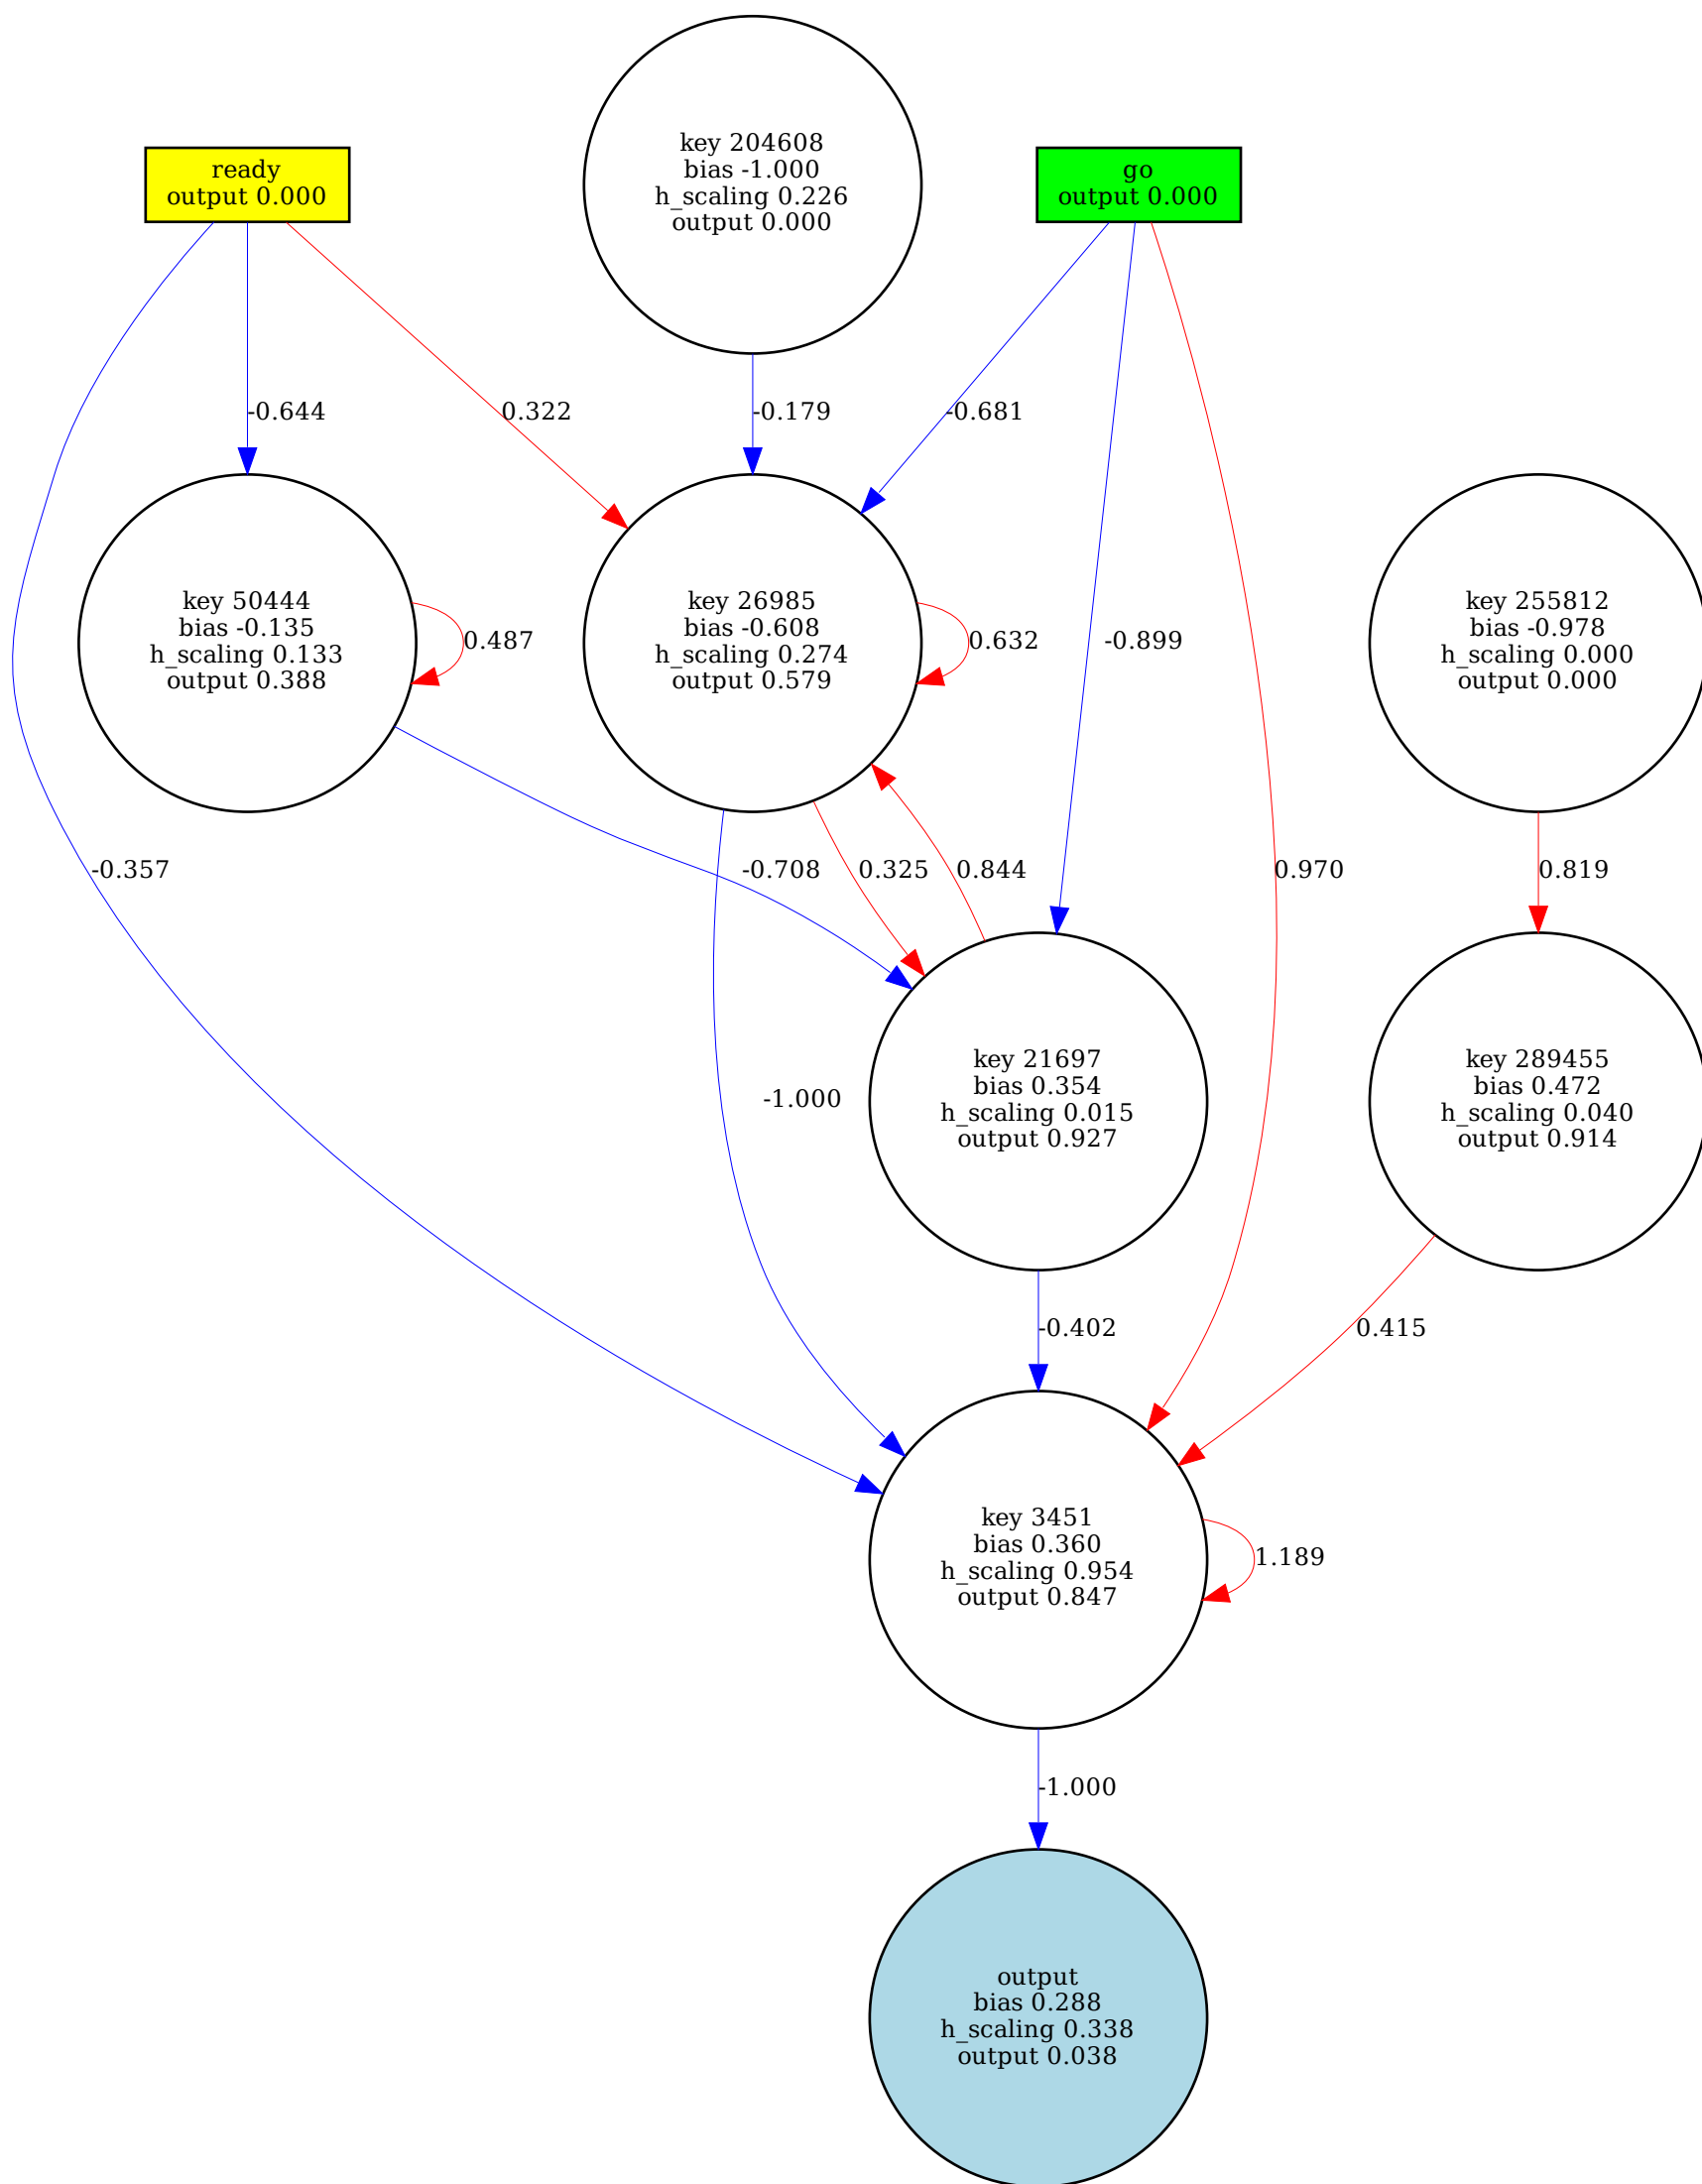 key 204608
bias -1.000
h_scaling 0.226
output 0.000
ready
output 0.000
go
output 0.000
-0.644
0.322
-0.179
-0.681
key 50444
bias -0.135
h_scaling 0.133
output 0.388
0.487
key 26985
bias -0.608
h_scaling 0.274
output 0.579
0.632
-0.899
key 255812
bias -0.978
h_scaling 0.000
output 0.000
-0.357
-0.708
0.325
0.844
0.970
0.819
-1.000
key 21697
bias 0.354
h_scaling 0.015
output 0.927
key 289455
bias 0.472
h_scaling 0.040
output 0.914
-0.402
0.415
key 3451
bias 0.360
h_scaling 0.954
output 0.847
1.189
-1.000
output
bias 0.288
h_scaling 0.338
output 0.038